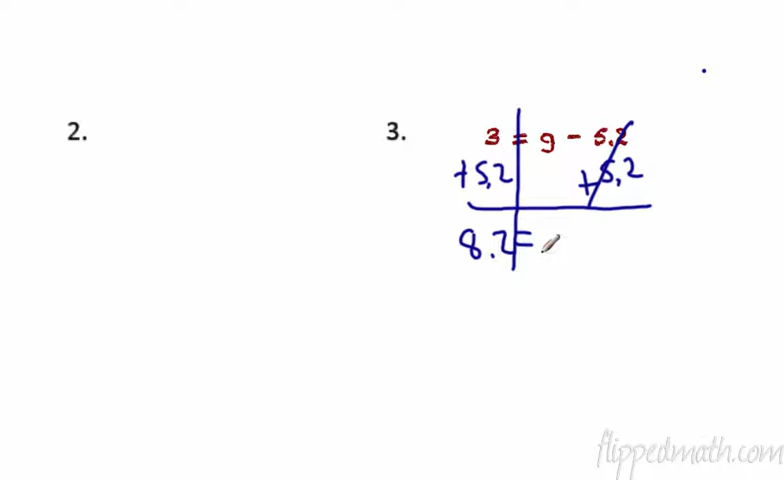 2.
3. 3 = g - 5.2
+5.2 +5.2
8.2 =
flippedmath.com